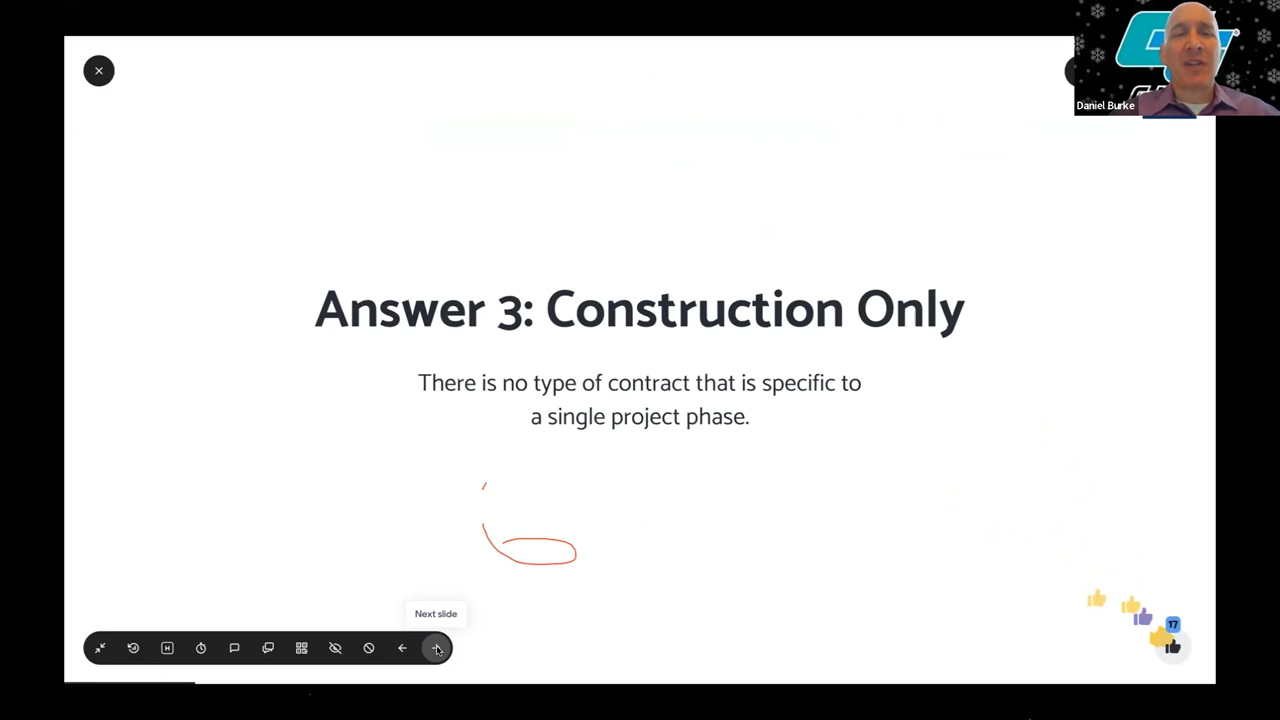 Daniel Burke
Answer 3: Construction Only
There is no type of contract that is specific to
a single project phase.
Next slide
17
H